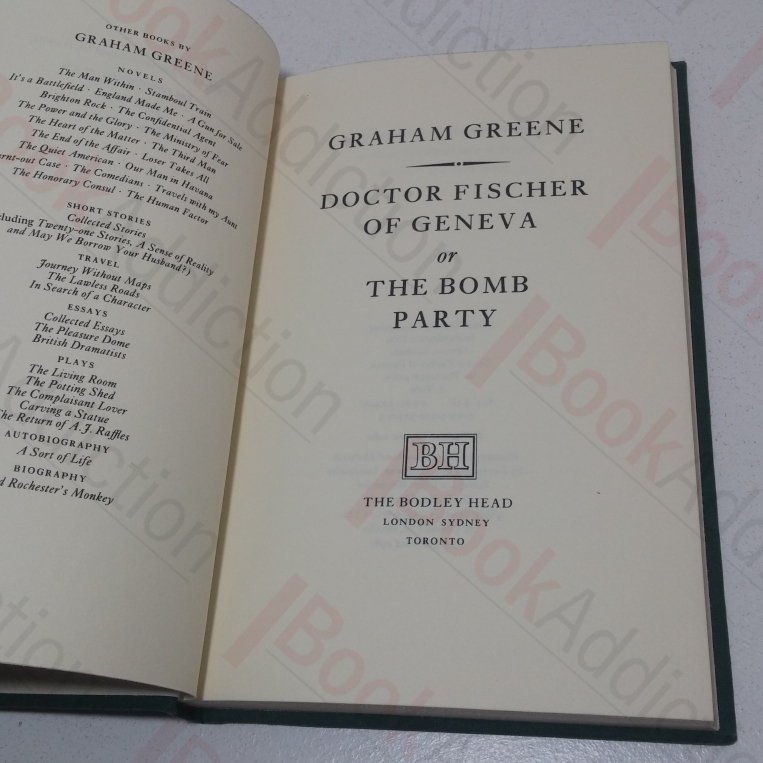 OTHER BOOKS BY
GRAHAM GREENE
NOVELS
The Man Within · Stamboul Train
It's a Battlefield · England Made Me · A Gun for Sale
Brighton Rock · The Confidential Agent
The Power and the Glory · The Ministry of Fear
The Heart of the Matter · The Third Man
The End of the Affair · Loser Takes All
The Quiet American · Our Man in Havana
Case · The Comedians · Travels with my Aunt
The Honorary Consul · The Human Factor
SHORT STORIES
Collected Stories
Twenty-one Stories, A Sense of Reality
and May We Borrow Your Husband?)
TRAVEL
Journey Without Maps
The Lawless Roads
In Search of a Character
ESSAYS
Collected Essays
The Pleasure Dome
British Dramatists
PLAYS
The Living Room
The Potting Shed
The Complaisant Lover
Carving a Statue
The Return of A.J. Raffles
AUTOBIOGRAPHY
A Sort of Life
BIOGRAPHY
Rochester's Monkey
GRAHAM GREENE
DOCTOR FISCHER
OF GENEVA
or
THE BOMB
PARTY
BH
THE BODLEY HEAD
LONDON SYDNEY
TORONTO
BookAddiction